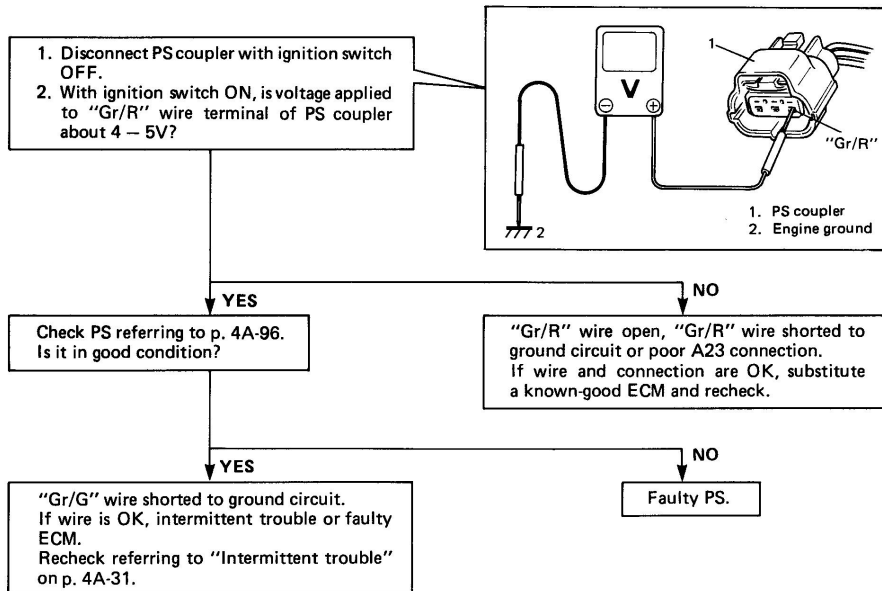 1. Disconnect PS coupler with ignition switch
OFF.
2. With ignition switch ON, is voltage applied
to "Gr/R" wire terminal of PS coupler
about 4 – 5V?
V
1
"Gr/R"
2
1. PS coupler
2. Engine ground
YES
NO
Check PS referring to p. 4A-96.
Is it in good condition?
"Gr/R" wire open, "Gr/R" wire shorted to
ground circuit or poor A23 connection.
If wire and connection are OK, substitute
a known-good ECM and recheck.
YES
NO
"Gr/G" wire shorted to ground circuit.
If wire is OK, intermittent trouble or faulty
ECM.
Recheck referring to "Intermittent trouble"
on p. 4A-31.
Faulty PS.